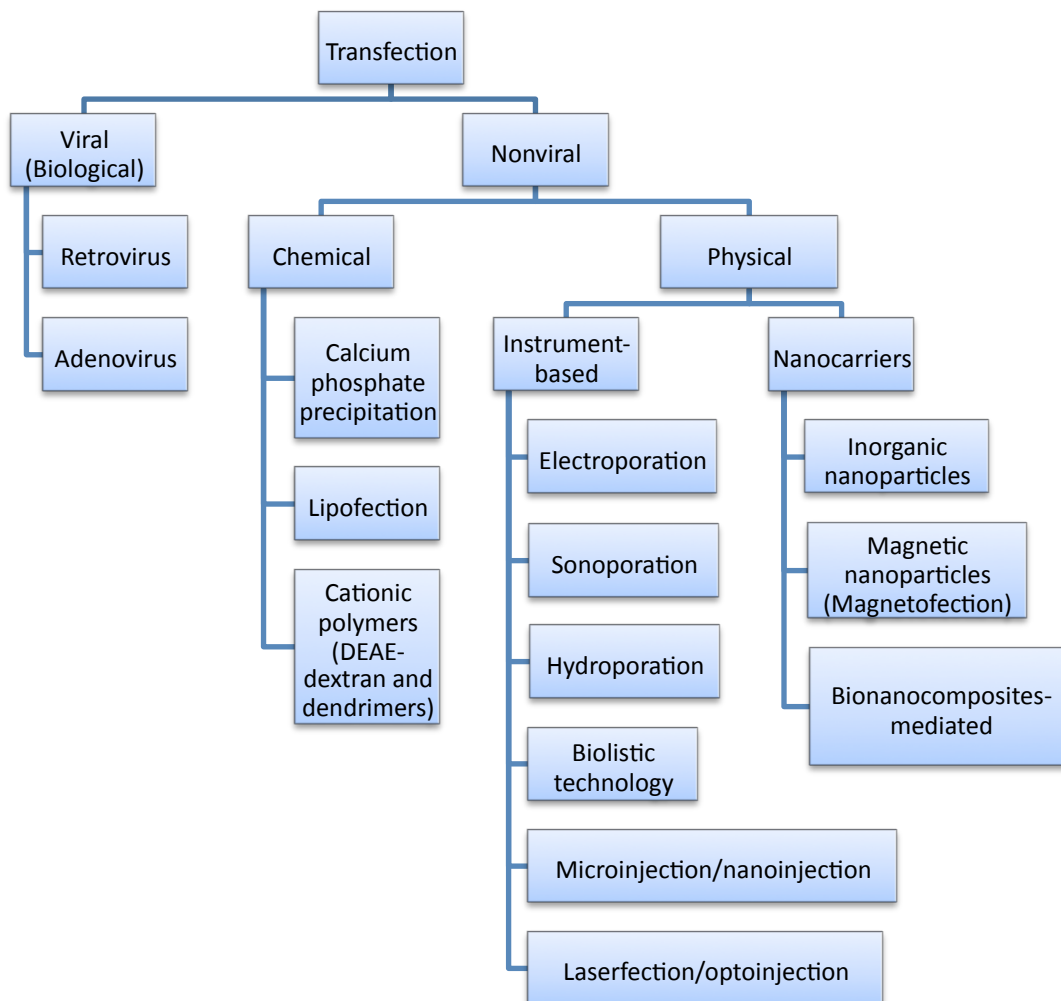 Transfection
Viral
(Biological)
Nonviral
Retrovirus
Adenovirus
Chemical
Physical
Calcium
phosphate
precipitation
Lipofection
Cationic
polymers
(DEAE-
dextran and
dendrimers)
Instrument-
based
Nanocarriers
Electroporation
Sonoporation
Hydroporation
Biolistic
technology
Microinjection/nanoinjection
Laserfection/optoinjection
Inorganic
nanoparticles
Magnetic
nanoparticles
(Magnetofection)
Bionanocomposites-
mediated